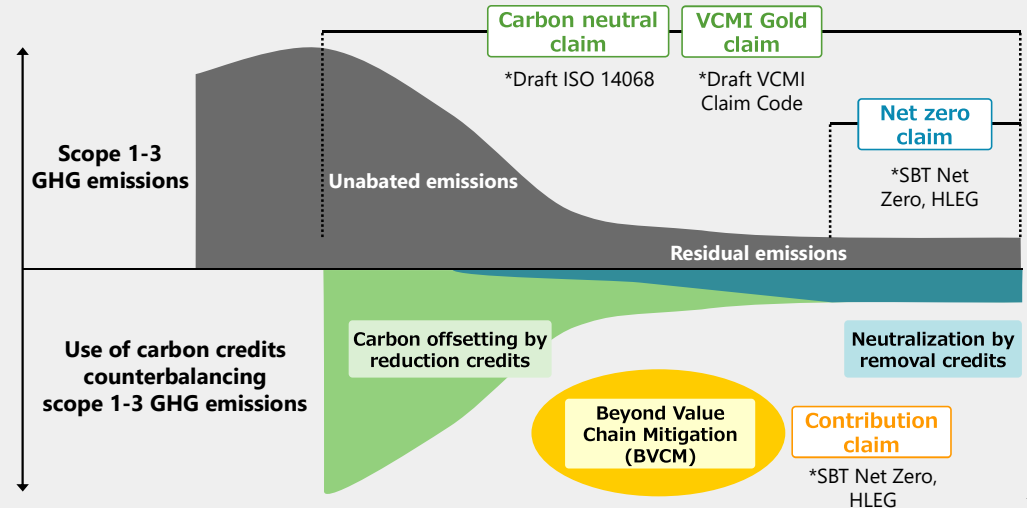 Carbon neutral
claim
*Draft ISO 14068
VCMI Gold
claim
*Draft VCMI
Claim Code
Net zero
claim
*SBT Net
Zero, HLEG
Scope 1-3
GHG emissions
Unabated emissions
Residual emissions
Use of carbon credits
counterbalancing
scope 1-3 GHG emissions
Carbon offsetting by
reduction credits
Neutralization by
removal credits
Beyond Value
Chain Mitigation
(BVCM)
Contribution
claim
*SBT Net Zero,
HLEG